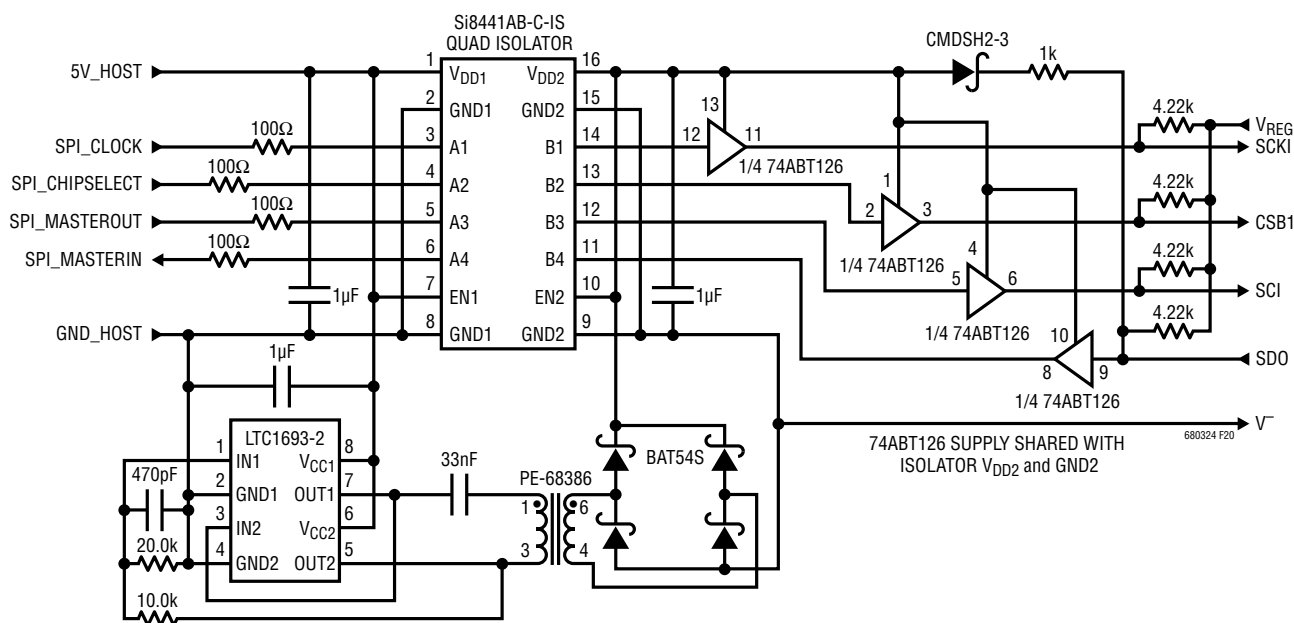 Si8441AB-C-IS
QUAD ISOLATOR
CMDSH2-3
1k
5V_HOST
1
VDD1
VDD2
16
2
GND1
GND2
15
13
4.22k
VREG
100Ω
SPI_CLOCK
3
A1
B1
14
12
11
SCKI
1/4 74ABT126
100Ω
SPI_CHIPSELECT
4
A2
B2
13
1
4.22k
100Ω
SPI_MASTEROUT
5
A3
B3
12
2
3
CSB1
1/4 74ABT126
100Ω
SPI_MASTERIN
6
A4
B4
11
4
4.22k
7
EN1
EN2
10
5
6
SCI
1µF
1µF
1/4 74ABT126
4.22k
GND_HOST
8
GND1
GND2
9
10
8
9
SDO
1/4 74ABT126
1µF
V–
680324 F20
74ABT126 SUPPLY SHARED WITH
ISOLATOR VDD2 and GND2
LTC1693-2
1
IN1
VCC1
8
470pF
2
GND1
OUT1
7
3
IN2
VCC2
6
20.0k
4
GND2
OUT2
5
10.0k
33nF
PE-68386
1
6
3
4
BAT54S